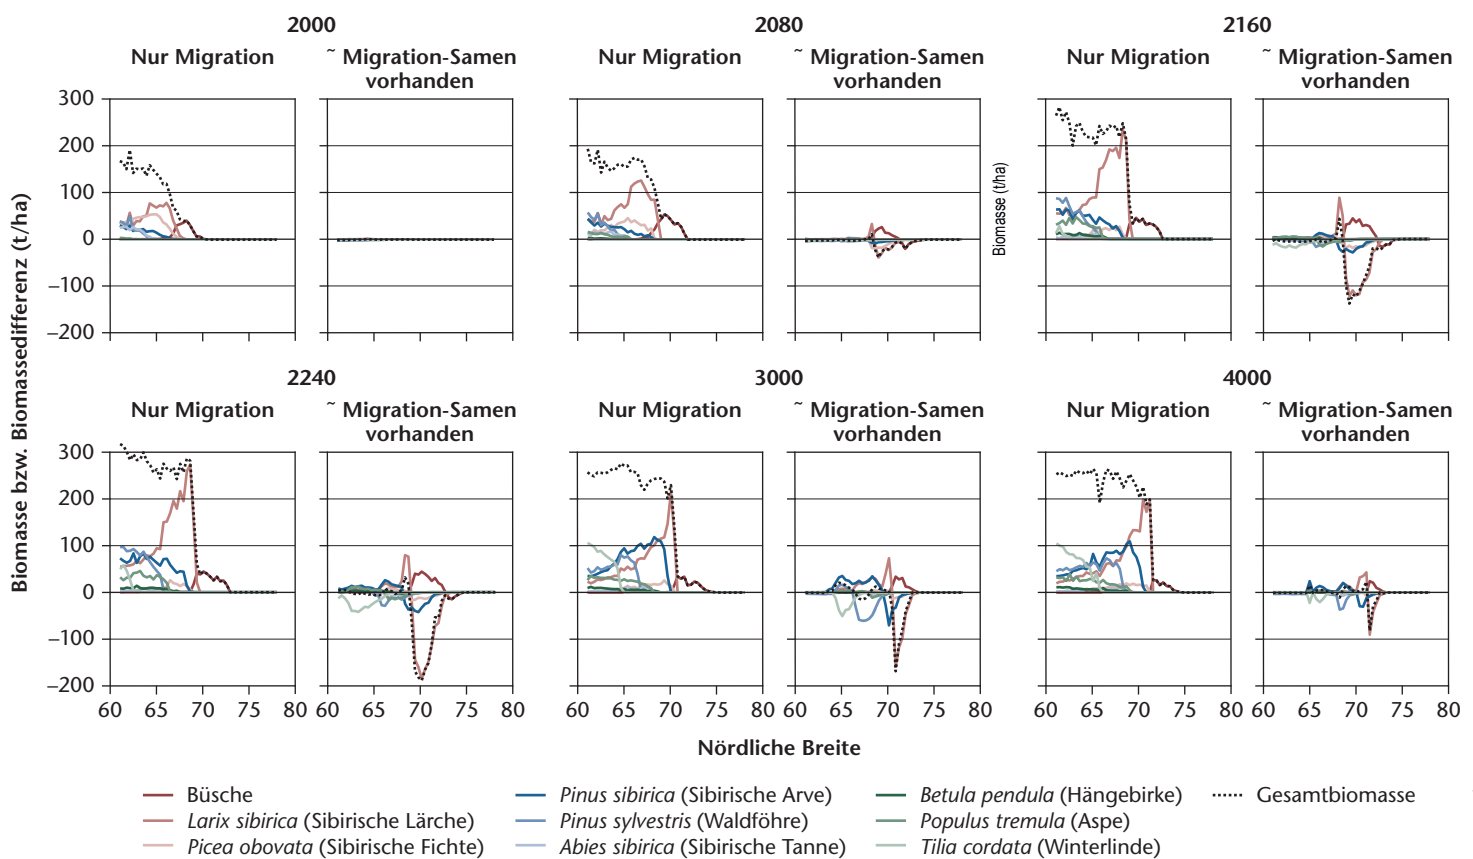 2000 2080 2160
Nur Migration ~ Migration-Samen Nur Migration ~ Migration-Samen Nur Migration ~ Migration-Samen
vorhanden vorhanden vorhanden
300
200
100
0
–100
–200
Biomasse (t/ha)
Biomasse bzw. Biomassedifferenz (t/ha)
2240 3000 4000
Nur Migration ~ Migration-Samen Nur Migration ~ Migration-Samen Nur Migration ~ Migration-Samen
vorhanden vorhanden vorhanden
300
200
100
0
–100
–200
60 65 70 75 80 60 65 70 75 80 60 65 70 75 80 60 65 70 75 80 60 65 70 75 80 60 65 70 75 80
Nördliche Breite
Büsche Pinus sibirica (Sibirische Arve) Betula pendula (Hängebirke) Gesamtbiomasse
Larix sibirica (Sibirische Lärche) Pinus sylvestris (Waldföhre) Populus tremula (Aspe)
Picea obovata (Sibirische Fichte) Abies sibirica (Sibirische Tanne) Tilia cordata (Winterlinde)